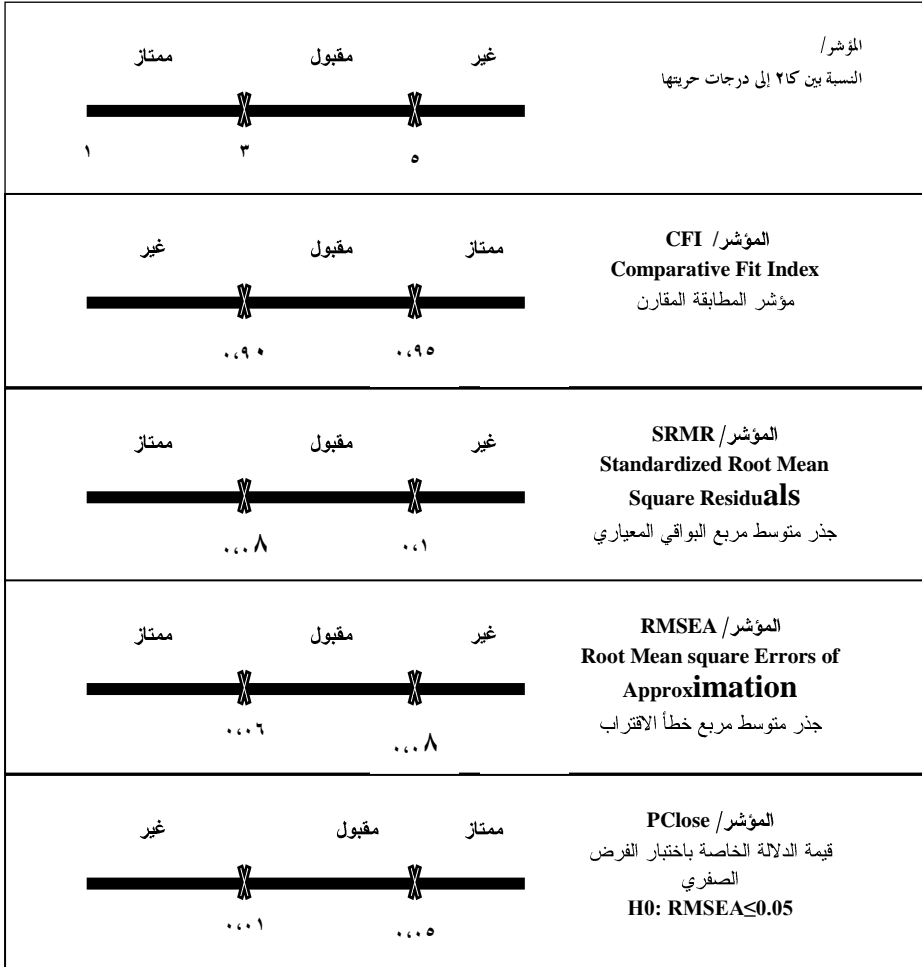 المؤشر/
النسبة بين كا٢ إلى درجات حريتها
غير مقبول ممتاز
٥ ٣ ١
المؤشر/ CFI
Comparative Fit Index
مؤشر المطابقة المقارن
ممتاز مقبول غير
٠،٩٥ ٠،٩٠
المؤشر/ SRMR
Standardized Root Mean
Square Residuals
جذر متوسط مربع البواقي المعياري
غير مقبول ممتاز
٠،١ ٠،٠٨
المؤشر/ RMSEA
Root Mean square Errors of
Approximation
جذر متوسط مربع خطأ الاقتراب
غير مقبول ممتاز
٠،٠٨ ٠،٠٦
المؤشر/ PClose
قيمة الدلالة الخاصة باختبار الفرض
الصفري
H0: RMSEA≤0.05
ممتاز مقبول غير
٠،٠٥ ٠،٠١